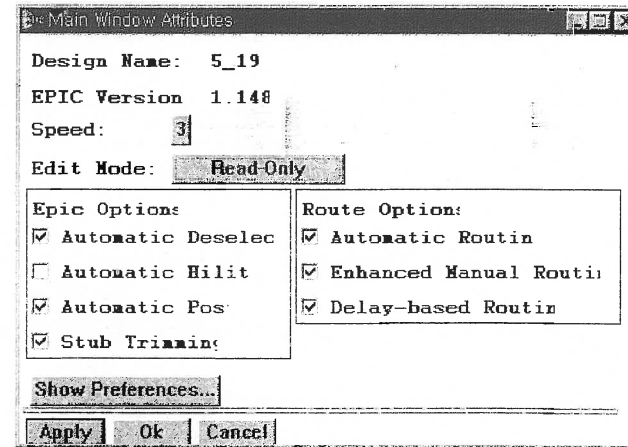 Main Window Attributes
Design Name: 5_19
EPIC Version 1.148
Speed: 3
Edit Mode: Read-Only
Epic Options
Automatic Deselec
Automatic Hilit
Automatic Pos
Stub Trimming
Route Options
Automatic Routin
Enhanced Manual Routin
Delay-based Routin
Show Preferences...
Apply Ok Cancel